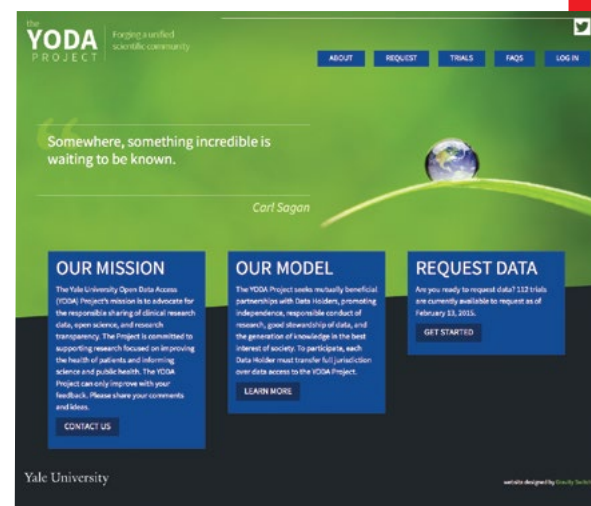 the
YODA
PROJECT
Forging a unified
scientific community
ABOUT
REQUEST
TRIALS
FAQS
LOG IN
“
Somewhere, something incredible is
waiting to be known.
Carl Sagan
OUR MISSION
The Yale University Open Data Access
(YODA) Project's mission is to advocate for
the responsible sharing of clinical research
data, open science, and research
transparency. The Project is committed to
supporting research focused on improving
the health of patients and informing
science and public health. The YODA
Project can only improve with your
feedback. Please share your comments
and ideas.
CONTACT US
OUR MODEL
The YODA Project seeks mutually beneficial
partnerships with Data Holders, promoting
independence, responsible conduct of
research, good stewardship of data, and
the generation of knowledge in the best
interest of society. To participate, each
Data Holder must transfer full jurisdiction
over data access to the YODA Project.
LEARN MORE
REQUEST DATA
Are you ready to request data? 112 trials
are currently available to request as of
February 13, 2015.
GET STARTED
Yale University
website designed by Gravity Switch